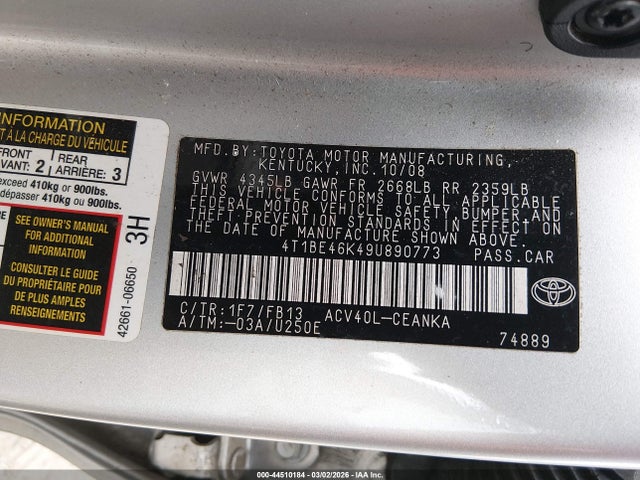 INFORMATION
T À LA CHARGE DU VÉHICULE
FRONT
VANT: 2
REAR
ARRIÈRE: 3
exceed 410kg or 900lbs.
dépasser 410kg ou 900lbs.
SEE OWNER'S MANUAL
FOR ADDITIONAL
INFORMATION
CONSULTER LE GUIDE
DU PROPRIÉTAIRE POUR
DE PLUS AMPLES
RENSEIGNEMENTS
3H
42661-06650
MFD.BY:TOYOTA MOTOR MANUFACTURING,
KENTUCKY,INC.10/08
GVWR 4345LB GAWR FR 2668LB RR 2359LB
THIS VEHICLE CONFORMS TO ALL APPLICABLE
FEDERAL MOTOR VEHICLE SAFETY,BUMPER,AND
THEFT PREVENTION STANDARDS IN EFFECT ON
THE DATE OF MANUFACTURE SHOWN ABOVE.
4T1BE46K49U890773 PASS.CAR
C/TR:1F7/FB13 ACV40L-CEANKA
A/TM:-03A/U250E
74889
TOYOTA
000-44510184 | 03/02/2026 - IAA Inc.